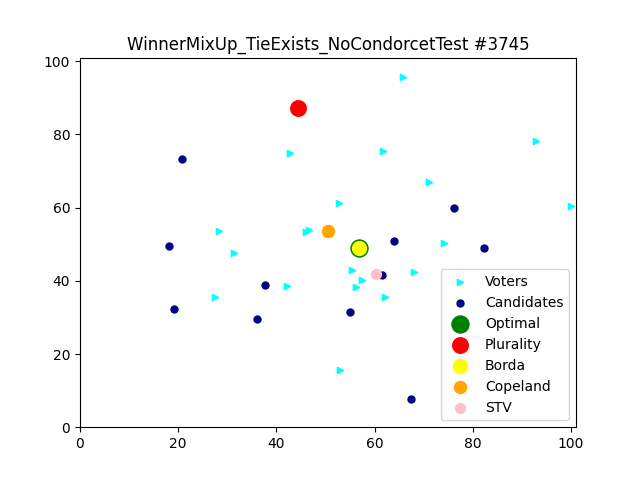 WinnerMixUp_TieExists_NoCondorcetTest #3745
100
80
60
40
20
0
0 20 40 60 80 100
Voters
Candidates
Optimal
Plurality
Borda
Copeland
STV